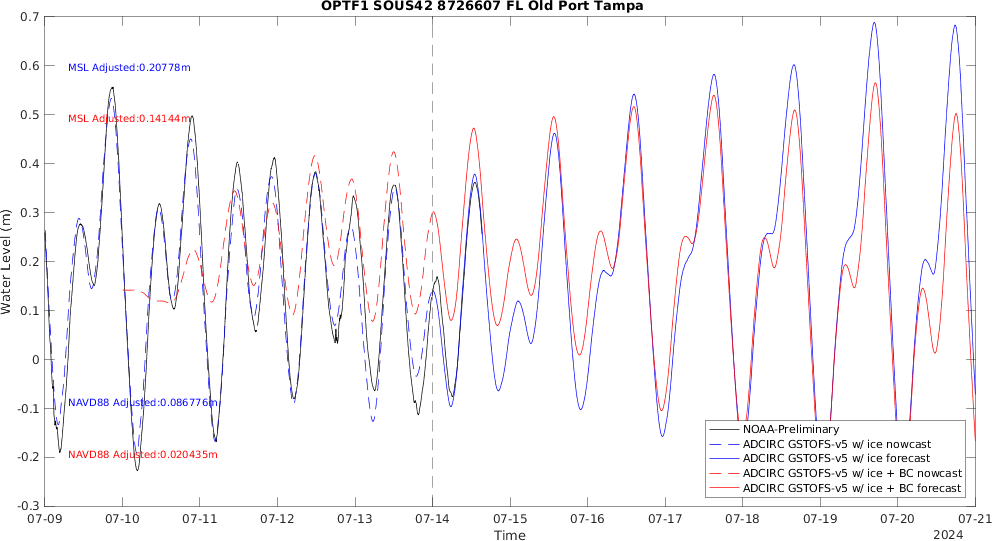 OPTF1 SOUS42 8726607 FL Old Port Tampa
0.7
0.6
0.5
0.4
0.3
0.2
0.1
0
-0.1
-0.2
-0.3
Water Level (m)
MSL Adjusted:0.20778m
MSL Adjusted:0.14144m
NAVD88 Adjusted:0.086776m
NAVD88 Adjusted:0.020435m
NOAA-Preliminary
ADCIRC GSTOFS-v5 w/ ice nowcast
ADCIRC GSTOFS-v5 w/ ice forecast
ADCIRC GSTOFS-v5 w/ ice + BC nowcast
ADCIRC GSTOFS-v5 w/ ice + BC forecast
07-09 07-10 07-11 07-12 07-13 07-14 07-15 07-16 07-17 07-18 07-19 07-20 07-21
Time
2024